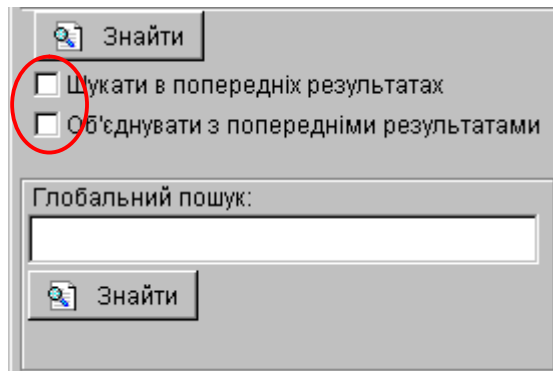 Знайти
Шукати в попередніх результатах
Об'єднувати з попередніми результатами
Глобальний пошук:
Знайти